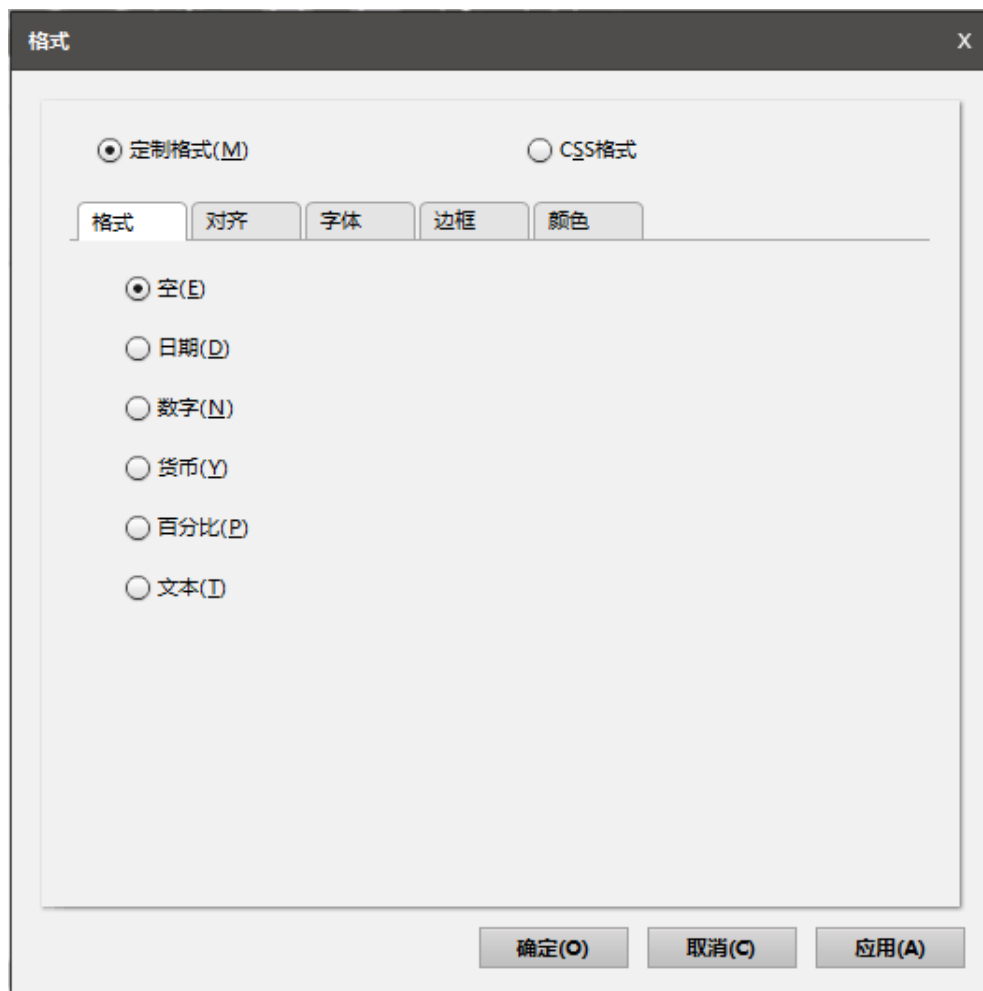 格式 X
定制格式(M) CSS格式
格式 对齐 字体 边框 颜色
空(E)
日期(D)
数字(N)
货币(Y)
百分比(P)
文本(T)
确定(O) 取消(C) 应用(A)